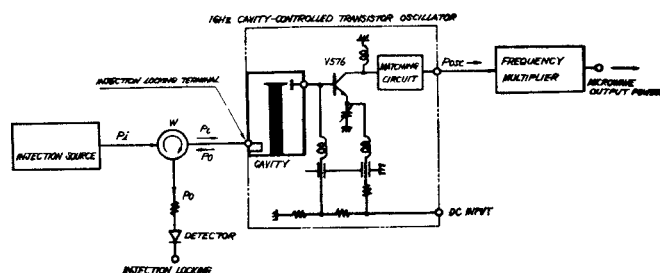 1GHz CAVITY-CONTROLLED TRANSISTOR OSCILLATOR
V576
MATCHING
CIRCUIT
Posc
FREQUENCY
MULTIPLIER
MICROWAVE
OUTPUT POWER
INJECTION LOCKING
TERMINAL
INJECTION SOURCE
Pi
W
Pi
Po
CAVITY
Po
DETECTOR
DC INPUT
INJECTION LOCKING